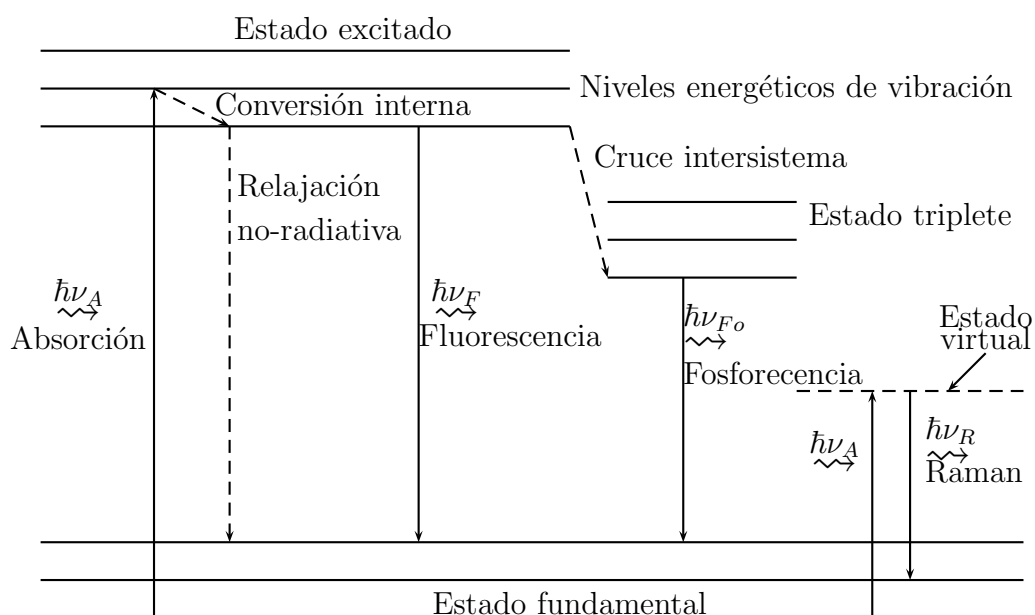 Estado excitado
Niveles energéticos de vibración
Conversión interna
Cruce intersistema
Relajación
no-radiativa
Estado triplete
ℏν_A
Absorción
ℏν_F
Fluorescencia
ℏν_Fo
Fosforecencia
Estado
virtual
ℏν_A
ℏν_R
Raman
Estado fundamental